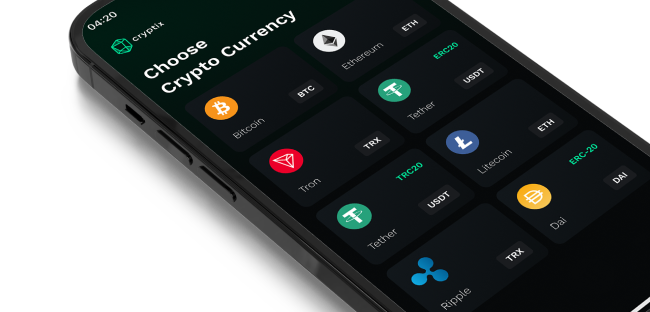 04:20
cryptix
Choose
Crypto Currency
Bitcoin
BTC
Ethereum
ETH
Tron
TRX
ERC20
Tether
USDT
TRC20
Tether
USDT
Litecoin
ETH
Ripple
TRX
ERC-20
Dai
DAI